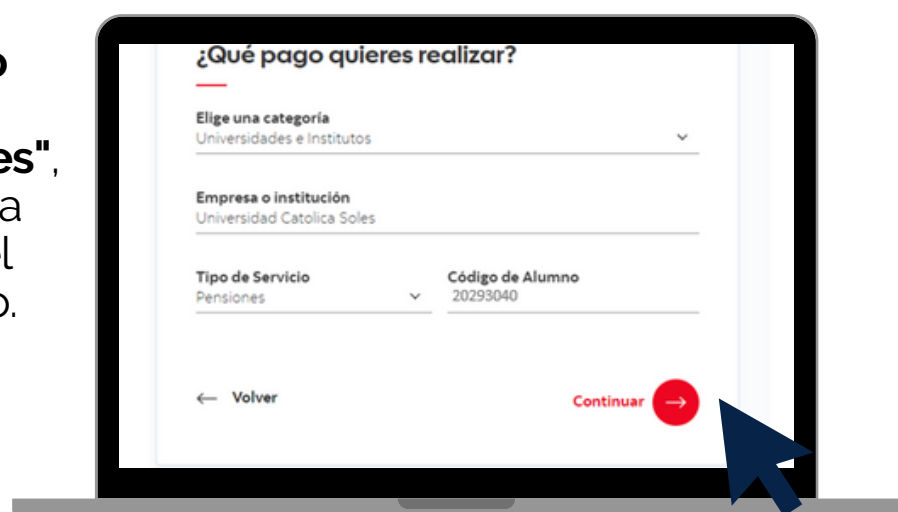 ¿Qué pago quieres realizar?
Elige una categoría
Universidades e Institutos
Empresa o institución
Universidad Catolica Soles
Tipo de Servicio
Código de Alumno
Pensiones
20293040
← Volver
Continuar →